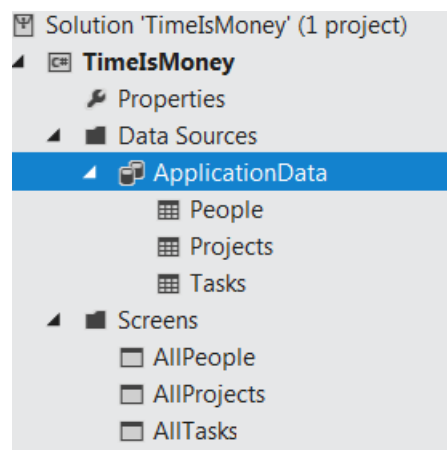 Solution 'TimeIsMoney' (1 project)
C# TimeIsMoney
Properties
Data Sources
ApplicationData
People
Projects
Tasks
Screens
AllPeople
AllProjects
AllTasks